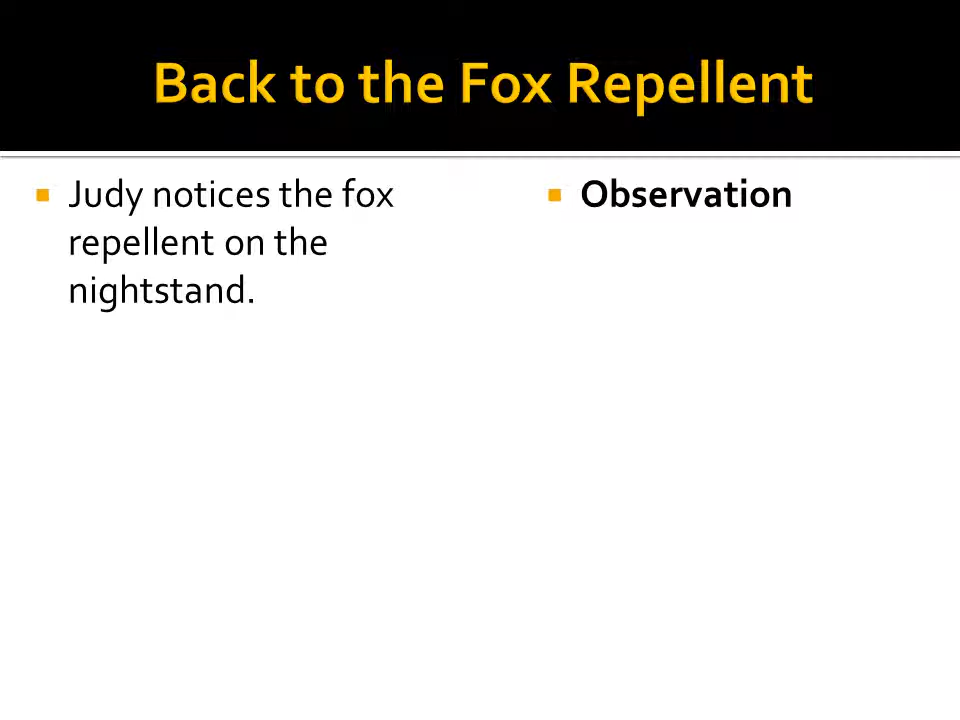 Back to the Fox Repellent
Judy notices the fox
repellent on the
nightstand.
Observation